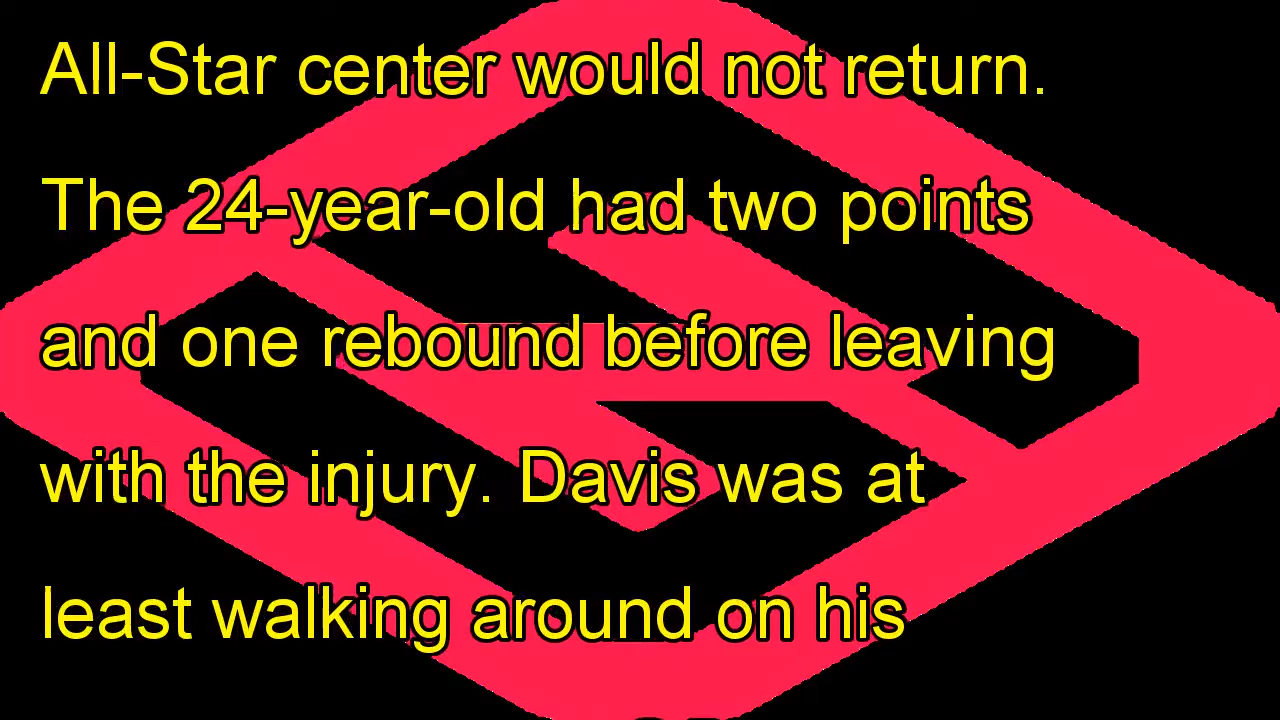 All-Star center would not return.
The 24-year-old had two points
and one rebound before leaving
with the injury. Davis was at
least walking around on his